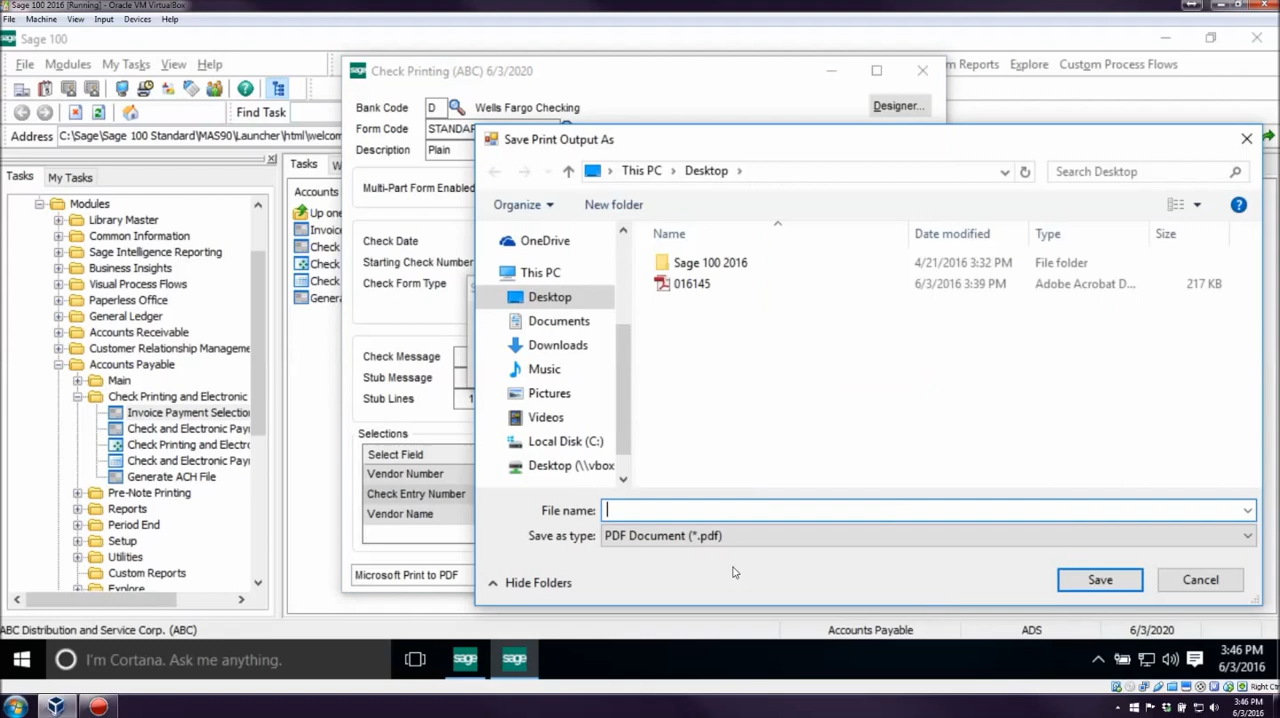 Sage 100 2016 [Running] - Oracle VM VirtualBox
File Machine View Input Devices Help
Sage 100
File Modules My Tasks View Help
Reports Explore Custom Process Flows
Find Task
Address C:\Sage\Sage 100 Standard\MAS90\Launcher\html\welcom
Tasks My Tasks
Modules
Library Master
Common Information
Sage Intelligence Reporting
Business Insights
Visual Process Flows
Paperless Office
General Ledger
Accounts Receivable
Customer Relationship Manageme
Accounts Payable
Main
Check Printing and Electronic
Invoice Payment Selectio
Check and Electronic Pay
Check Printing and Electro
Check and Electronic Pay
Generate ACH File
Pre-Note Printing
Reports
Period End
Setup
Utilities
Custom Reports
Explore
Tasks W
Accounts
Up one
Invoice
Check
Check
Check
Genera
Check Printing (ABC) 6/3/2020
Bank Code D Wells Fargo Checking
Designer...
Form Code STANDAR
Description Plain
Multi-Part Form Enabled
Check Date
Starting Check Number
Check Form Type
Check Message
Stub Message
Stub Lines 1
Selections
Select Field
Vendor Number
Check Entry Number
Vendor Name
Microsoft Print to PDF
Save Print Output As
This PC Desktop
Search Desktop
Organize New folder
OneDrive
This PC
Desktop
Documents
Downloads
Music
Pictures
Videos
Local Disk (C:)
Desktop (\\vbox
Name Date modified Type Size
Sage 100 2016 4/21/2016 3:32 PM File folder
016145 6/3/2016 3:39 PM Adobe Acrobat D... 217 KB
File name:
Save as type: PDF Document (*.pdf)
Hide Folders
Save Cancel
ABC Distribution and Service Corp. (ABC) Accounts Payable ADS 6/3/2020
I'm Cortana. Ask me anything.
sage sage
3:46 PM
6/3/2016
Right Ctr
3:46 PM
6/3/2016